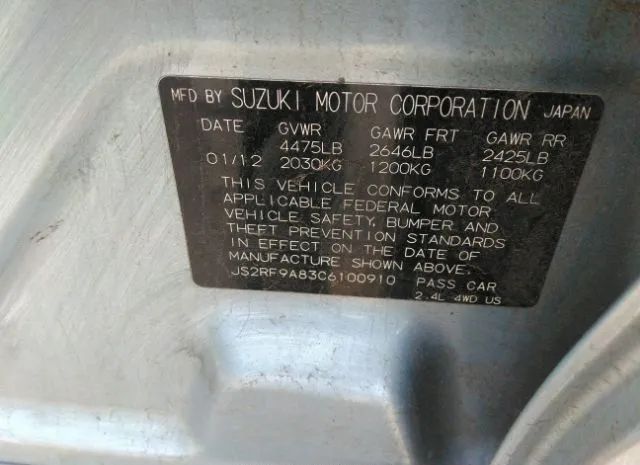 MFD BY SUZUKI MOTOR CORPORATION JAPAN
DATE GVWR GAWR FRT GAWR RR
4475LB 2646LB 2425LB
01/12 2030KG 1200KG 1100KG
THIS VEHICLE CONFORMS TO ALL
APPLICABLE FEDERAL MOTOR
VEHICLE SAFETY, BUMPER AND
THEFT PREVENTION STANDARDS
IN EFFECT ON THE DATE OF
MANUFACTURE SHOWN ABOVE.
JS2RF9A83C6100910 PASS CAR
2.4L 4WD US